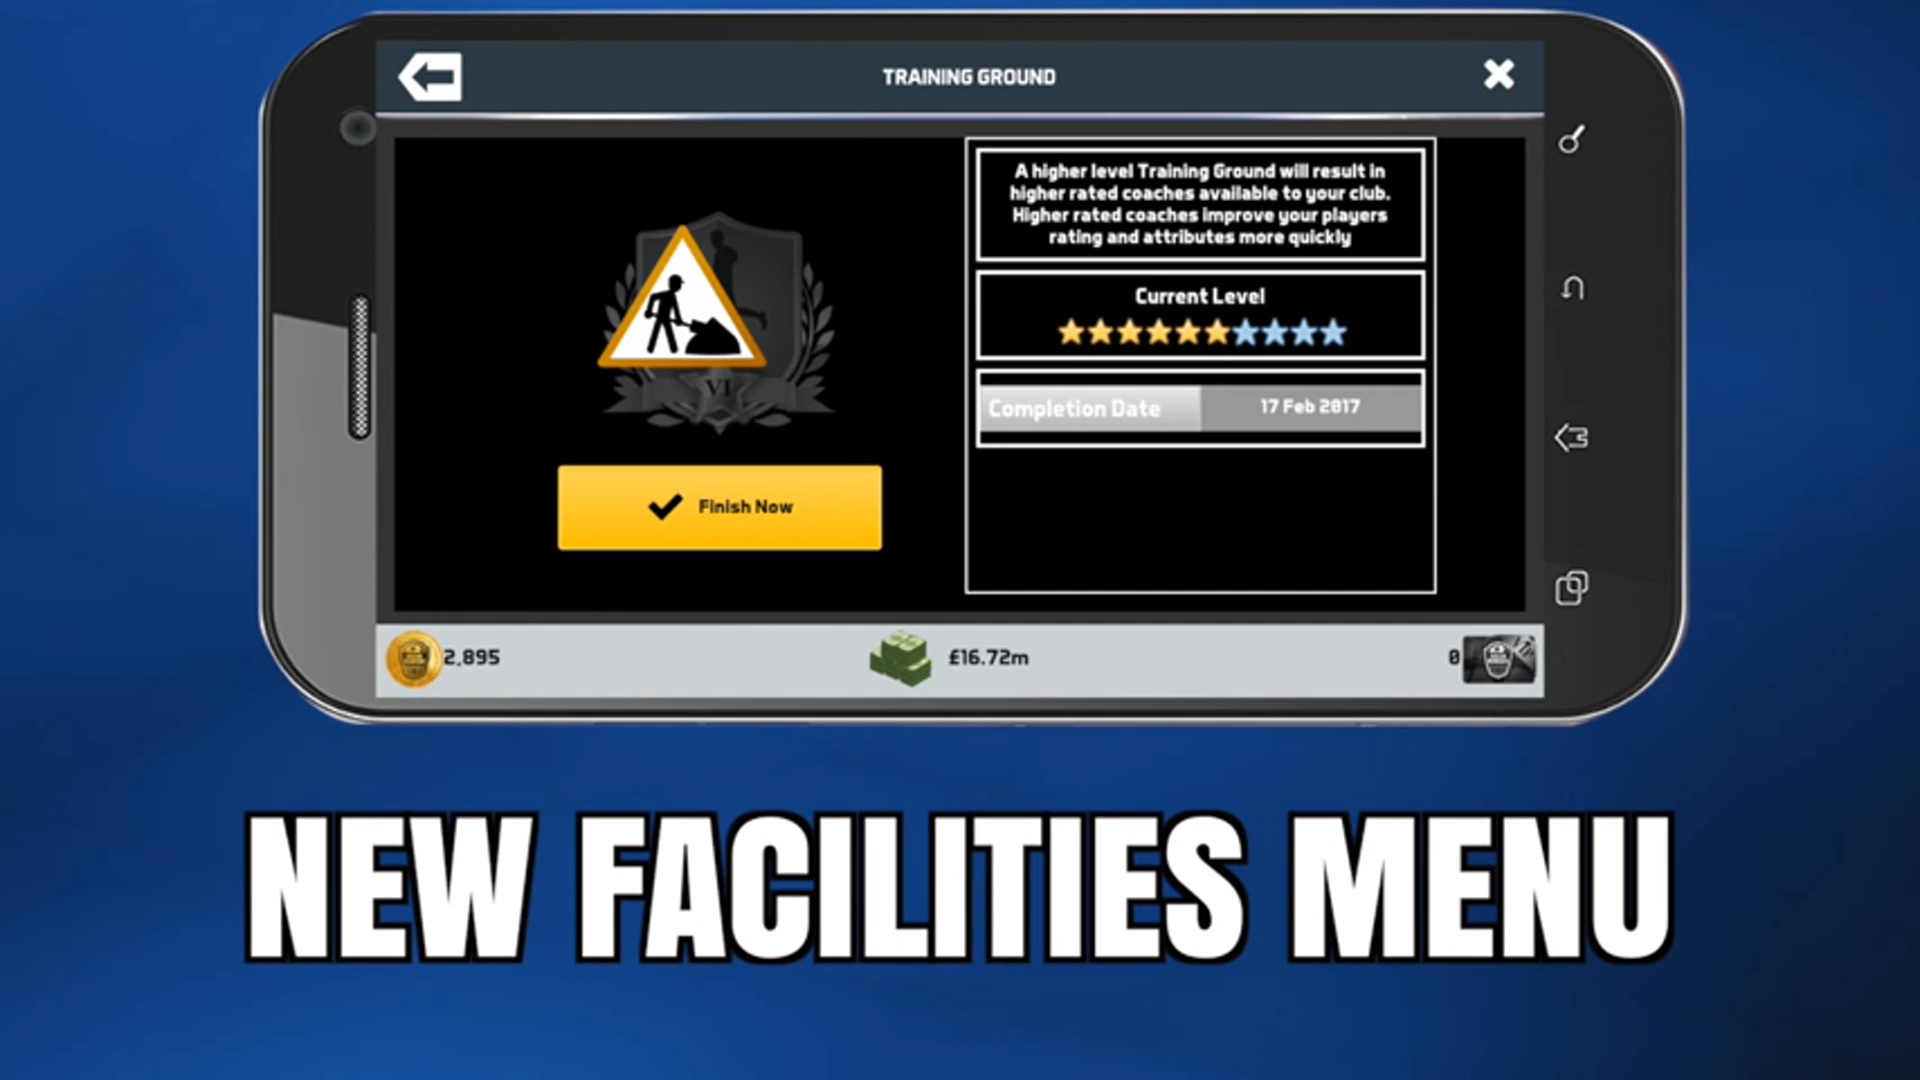 TRAINING GROUND
A higher level Training Ground will result in
higher rated coaches available to your club.
Higher rated coaches improve your players
rating and attributes more quickly
Current Level
Completion Date
17 Feb 2017
VI
Finish Now
2,895
£16.72m
0
NEW FACILITIES MENU